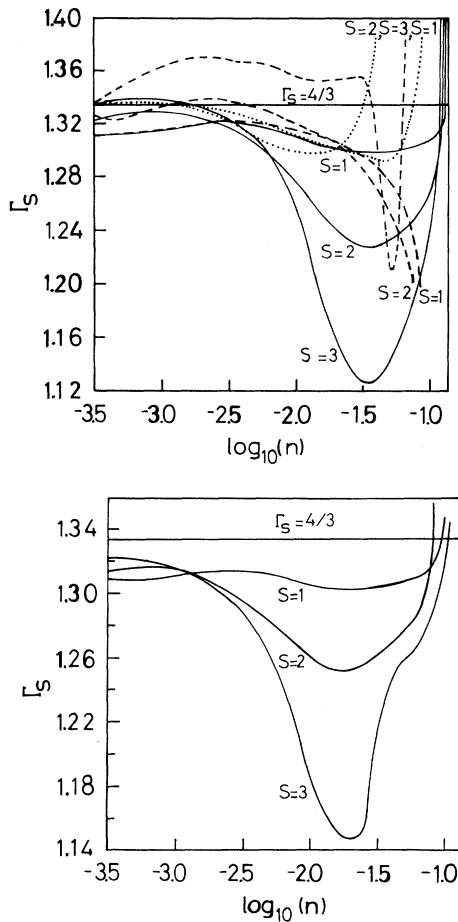 1.40
S=2 S=3 S=1
1.36
Γs=4/3
1.32
S=1
1.28
Γs
1.24
S=2
1.20
S=2 S=1
1.16
S=3
1.12
-3.5 -3.0 -2.5 -2.0 -1.5 -1.0
log10(n)
Γs=4/3
1.34
S=1
1.30
S=2
1.26
Γs
1.22
S=3
1.18
1.14
-3.5 -3.0 -2.5 -2.0 -1.5 -1.0
log10(n)